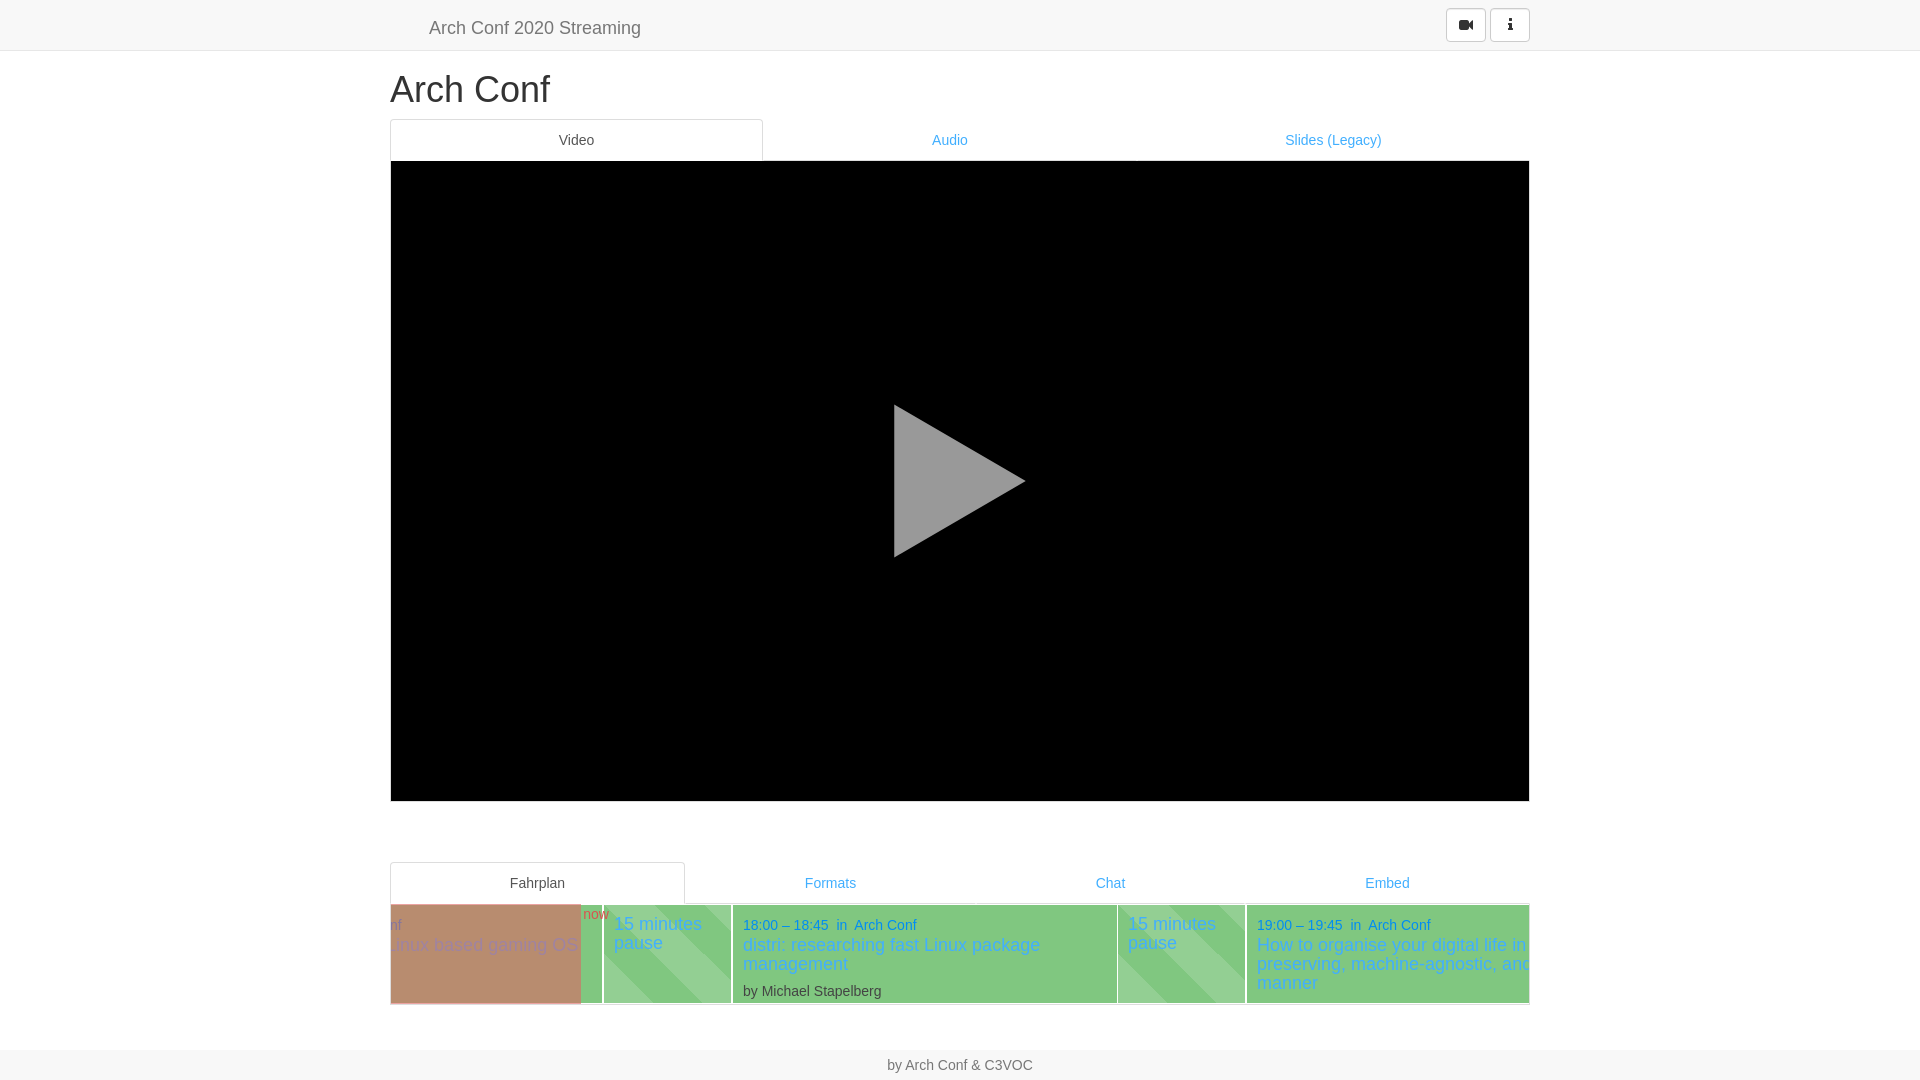 Arch Conf 2020 Streaming
Arch Conf
Video
Audio
Slides (Legacy)
Fahrplan
Formats
Chat
Embed
nf
Linux based gaming OS
now
15 minutes
pause
18:00 – 18:45 in Arch Conf
distri: researching fast Linux package
management
by Michael Stapelberg
15 minutes
pause
19:00 – 19:45 in Arch Conf
How to organise your digital life in
preserving, machine-agnostic, and
manner
by Arch Conf & C3VOC